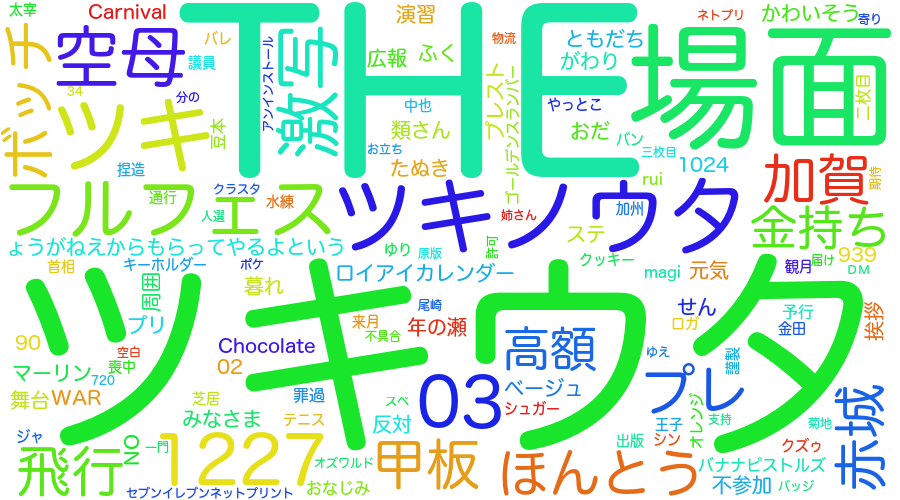 太宰
Carnival
THE
演習
ネトプリ
かわいそう
寄り
ボッチ
空母
バレ
議員
アンインストール
激写
広報
ふく
物流
ともだち
がわり
場面
二枚目
34
分の
ツキ
豆本
中也
類さん
プレスト
ゴールデンスランバー
やっとこ
おだ
バン
三枚目
1024
捏造
お立ち
たぬき
rui
加賀
期待
フルフェス
通行
クラスタ
人選
水練
ツキノウタ
姉さん
加州
金持ち
ょうがねえからもらってやるよという
ゆり
原版
許可
ステ
クッキー
939
届け
DM
首相
キーホルダー
ポケ
ロイアイカレンダー
magi
元気
観月
ツキウタ
周囲
暮れ
尾崎
せん
ロガ
予行
金田
挨拶
プリ
来月
不具合
年の瀬
高額
90
空白
喪中
Chocolate
ゆえ
謹製
マーリン
720
02
罪過
スペ
03
ベージュ
プレ
赤城
舞台
WAR
芝居
みなさま
テニス
反対
シュガー
王子
オレンジ
支持
菊地
ジャ
NO
一門
1227
甲板
ほんとう
出版
シン
クズゥ
飛行
オズワルド
バナナピストルズ
セブンイレブンネットプリント
おなじみ
不参加
バッジ